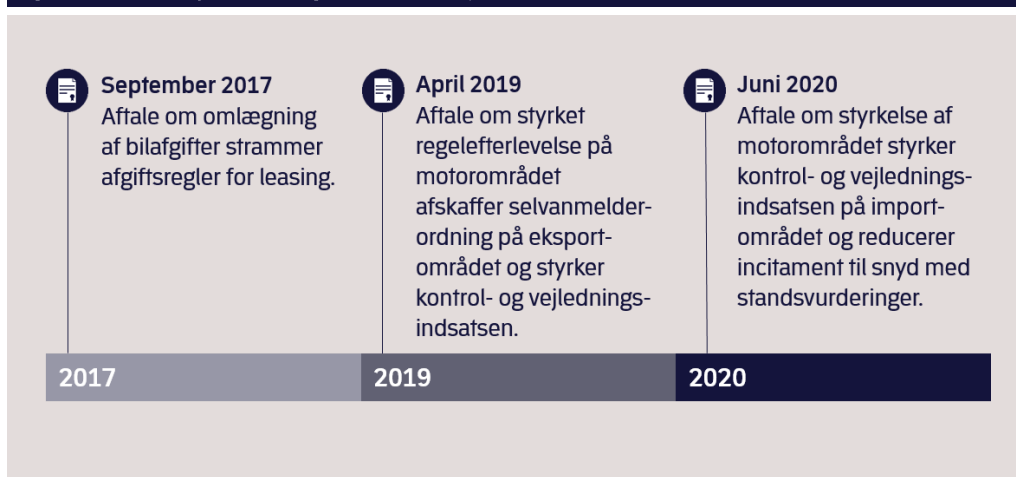 September 2017
Aftale om omlægning
af bilafgifter strammer
afgiftsregler for leasing.
April 2019
Aftale om styrket
regelefterlevelse på
motorområdet
afskaffer selvanmelder-
ordning på eksport-
området og styrker
kontrol- og vejlednings-
indsatsen.
Juni 2020
Aftale om styrkelse af
motorområdet styrker
kontrol- og vejlednings-
indsatsen på import-
området og reducerer
incitament til snyd med
standsvurderinger.
2017
2019
2020